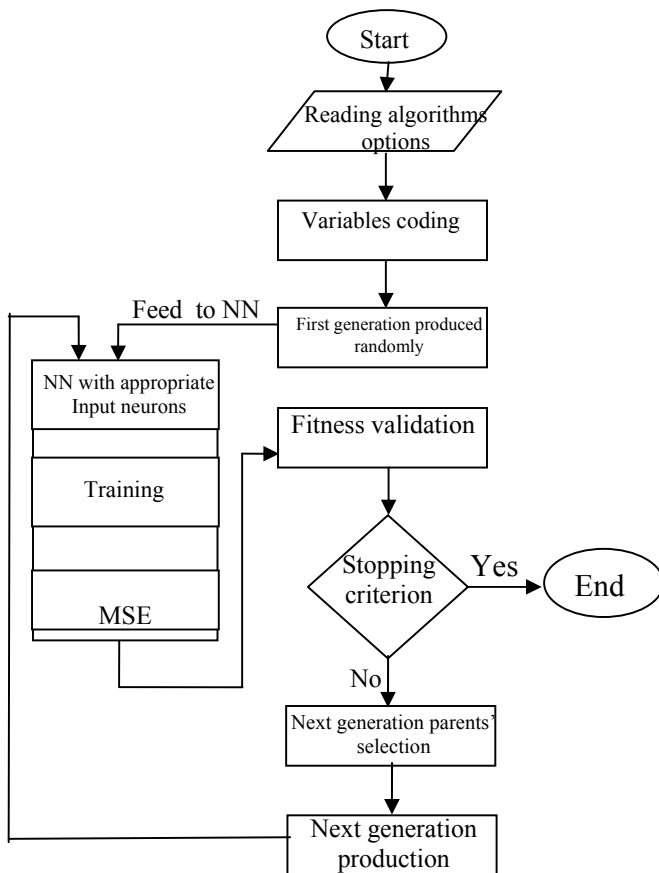 Start
Reading algorithms
options
Variables coding
Feed to NN
First generation produced
randomly
NN with appropriate
Input neurons
Training
MSE
Fitness validation
Stopping
criterion
Yes
End
No
Next generation parents’
selection
Next generation
production